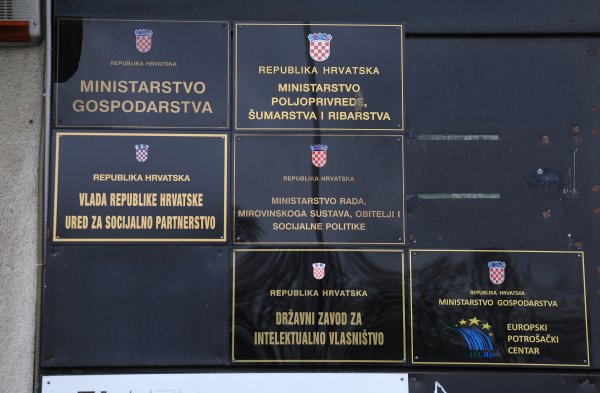 REPUBLIKA HRVATSKA
MINISTARSTVO
GOSPODARSTVA
REPUBLIKA HRVATSKA
MINISTARSTVO
POLJOPRIVREDE,
ŠUMARSTVA I RIBARSTVA
REPUBLIKA HRVATSKA
VLADA REPUBLIKE HRVATSKE
URED ZA SOCIJALNO PARTNERSTVO
REPUBLIKA HRVATSKA
MINISTARSTVO RADA,
MIROVINSKOGA SUSTAVA, OBITELJI I
SOCIJALNE POLITIKE
REPUBLIKA HRVATSKA
DRŽAVNI ZAVOD ZA
INTELEKTUALNO VLASNIŠTVO
REPUBLIKA HRVATSKA
MINISTARSTVO GOSPODARSTVA
EUROPSKI
POTROŠAČKI
CENTAR
ECC-Net